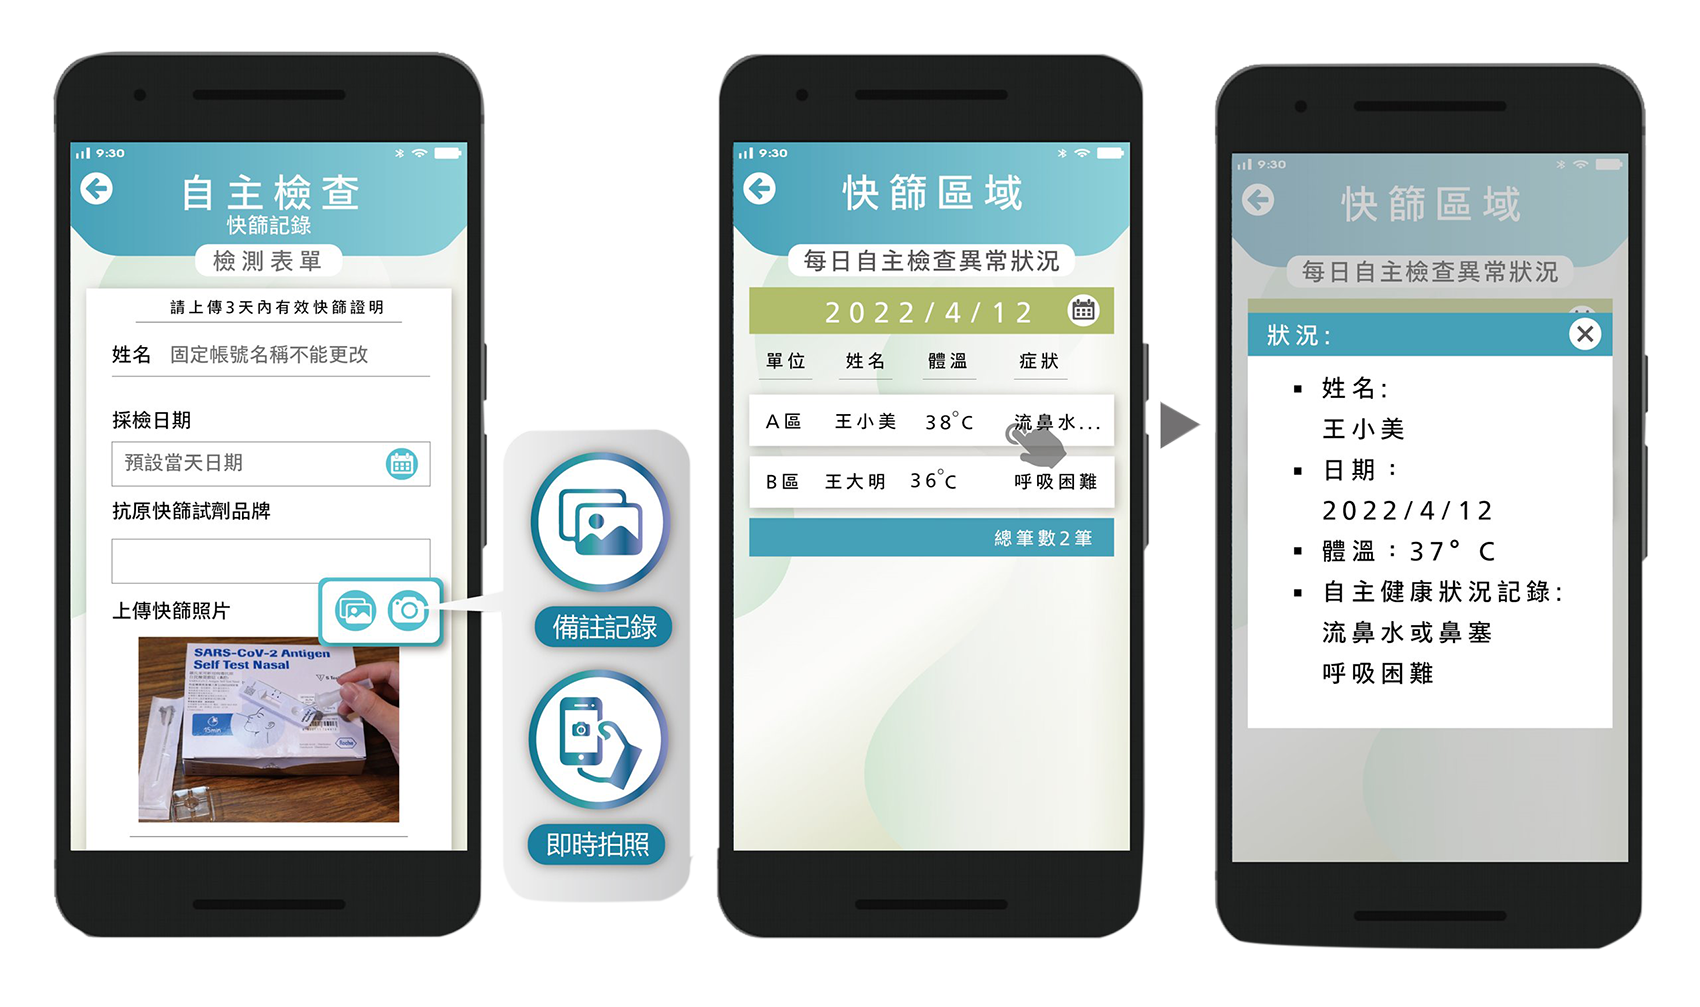 9:30
自主檢查
快篩記錄
檢測表單
請上傳3天內有效快篩證明
姓名 固定帳號名稱不能更改
採檢日期
預設當天日期
抗原快篩試劑品牌
上傳快篩照片
SARS-CoV-2 Antigen
Self Test Nasal
15min
Roche
備註記錄
即時拍照
9:30
快篩區域
每日自主檢查異常狀況
2022/4/12
單位 姓名 體溫 症狀
A區 王小美 38°C 流鼻水...
B區 王大明 36°C 呼吸困難
總筆數2筆
9:30
快篩區域
每日自主檢查異常狀況
狀況:
▪ 姓名:
王小美
▪ 日期：
2022/4/12
▪ 體溫：37° C
▪ 自主健康狀況記錄:
流鼻水或鼻塞
呼吸困難